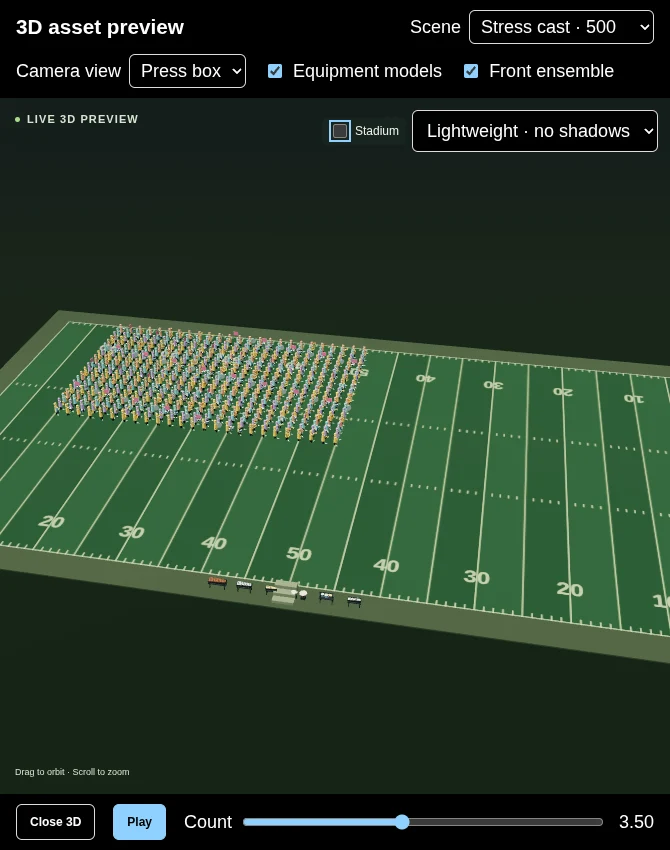 3D asset preview
Scene
Stress cast · 500
Camera view
Press box
Equipment models
Front ensemble
LIVE 3D PREVIEW
Stadium
Lightweight · no shadows
50 40 30 20 10
20 30 40 50 40 30 20
Drag to orbit · Scroll to zoom
Close 3D
Play
Count
3.50